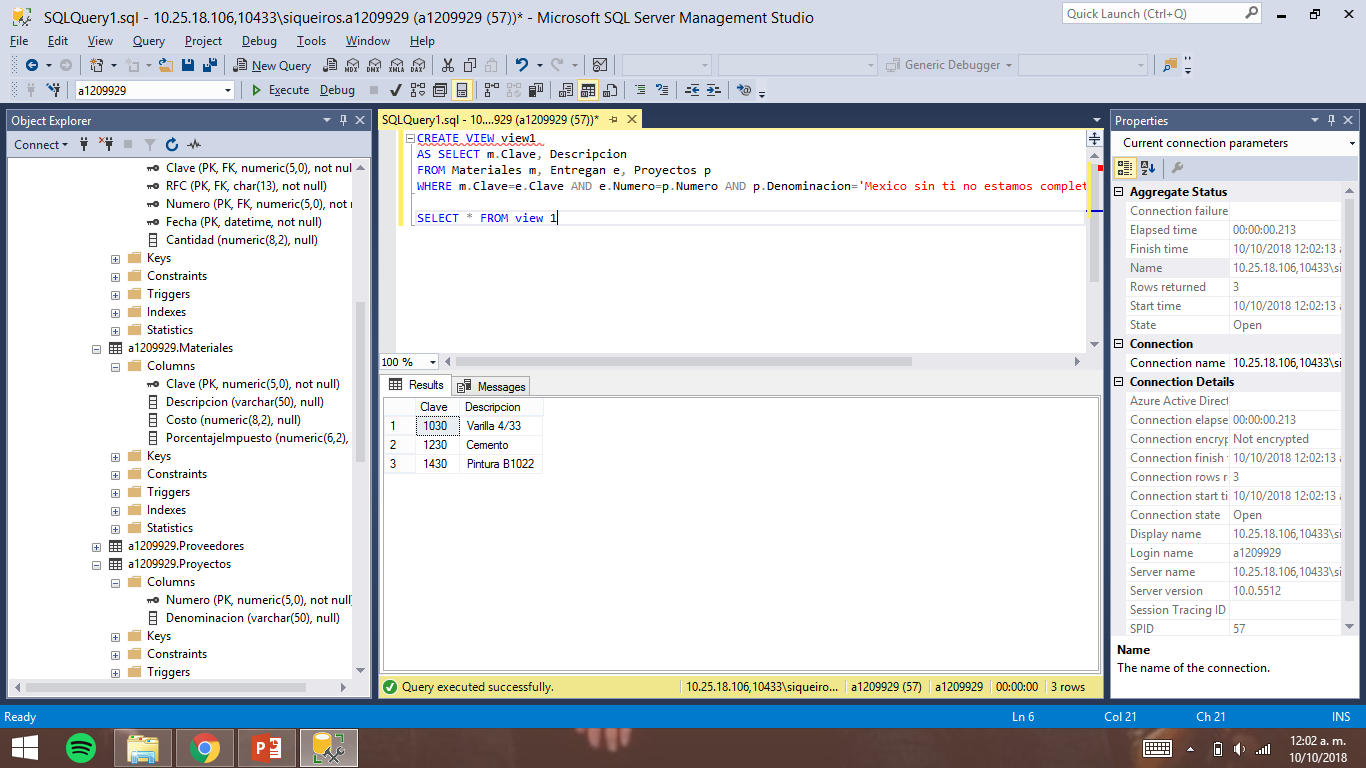 SQLQuery1.sql - 10.25.18.106,10433\siqueiros.a1209929 (a1209929 (57))* - Microsoft SQL Server Management Studio
Quick Launch (Ctrl+Q)
File Edit View Query Project Debug Tools Window Help
New Query MDX DMX XMLA DAX Generic Debugger
a1209929 Execute Debug
Object Explorer
Connect
Clave (PK, FK, numeric(5,0), not nul
RFC (PK, FK, char(13), not null)
Numero (PK, FK, numeric(5,0), not
Fecha (PK, datetime, not null)
Cantidad (numeric(8,2), null)
Keys
Constraints
Triggers
Indexes
Statistics
a1209929.Materiales
Columns
Clave (PK, numeric(5,0), not null)
Descripcion (varchar(50), null)
Costo (numeric(8,2), null)
PorcentajeImpuesto (numeric(6,2),
Keys
Constraints
Triggers
Indexes
Statistics
a1209929.Proveedores
a1209929.Proyectos
Columns
Numero (PK, numeric(5,0), not null)
Denominacion (varchar(50), null)
Keys
Constraints
Triggers
SQLQuery1.sql - 10....929 (a1209929 (57))*
CREATE VIEW view1
AS SELECT m.Clave, Descripcion
FROM Materiales m, Entregan e, Proyectos p
WHERE m.Clave=e.Clave AND e.Numero=p.Numero AND p.Denominacion='Mexico sin ti no estamos complet
SELECT * FROM view 1
100 %
Results Messages
Clave Descripcion
1 1030 Varilla 4/33
2 1230 Cemento
3 1430 Pintura B1022
Query executed successfully. 10.25.18.106,10433\siqueiro... a1209929 (57) a1209929 00:00:00 3 rows
Properties
Current connection parameters
Aggregate Status
Connection failure
Elapsed time 00:00:00.213
Finish time 10/10/2018 12:02:13 a
Name 10.25.18.106,10433\si
Rows returned 3
Start time 10/10/2018 12:02:13 a
State Open
Connection
Connection name 10.25.18.106,10433\si
Connection Details
Azure Active Direct
Connection elapse 00:00:00.213
Connection encryp Not encrypted
Connection finish 10/10/2018 12:02:13 a
Connection rows r 3
Connection start ti 10/10/2018 12:02:13 a
Connection state Open
Display name 10.25.18.106,10433\si
Login name a1209929
Server name 10.25.18.106,10433\si
Server version 10.0.5512
Session Tracing ID
SPID 57
Name
The name of the connection.
Ready Ln 6 Col 21 Ch 21 INS
12:02 a. m.
10/10/2018